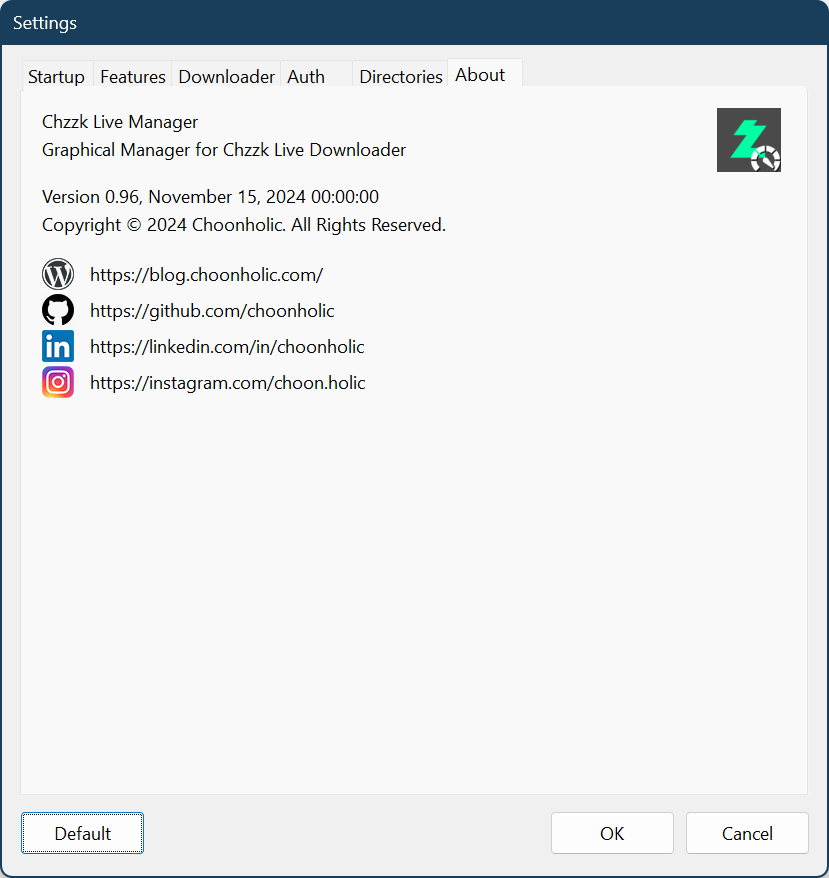 Settings
Startup Features Downloader Auth Directories About
Chzzk Live Manager
Graphical Manager for Chzzk Live Downloader
Version 0.96, November 15, 2024 00:00:00
Copyright © 2024 Choonholic. All Rights Reserved.
https://blog.choonholic.com/
https://github.com/choonholic
https://linkedin.com/in/choonholic
https://instagram.com/choon.holic
Default OK Cancel